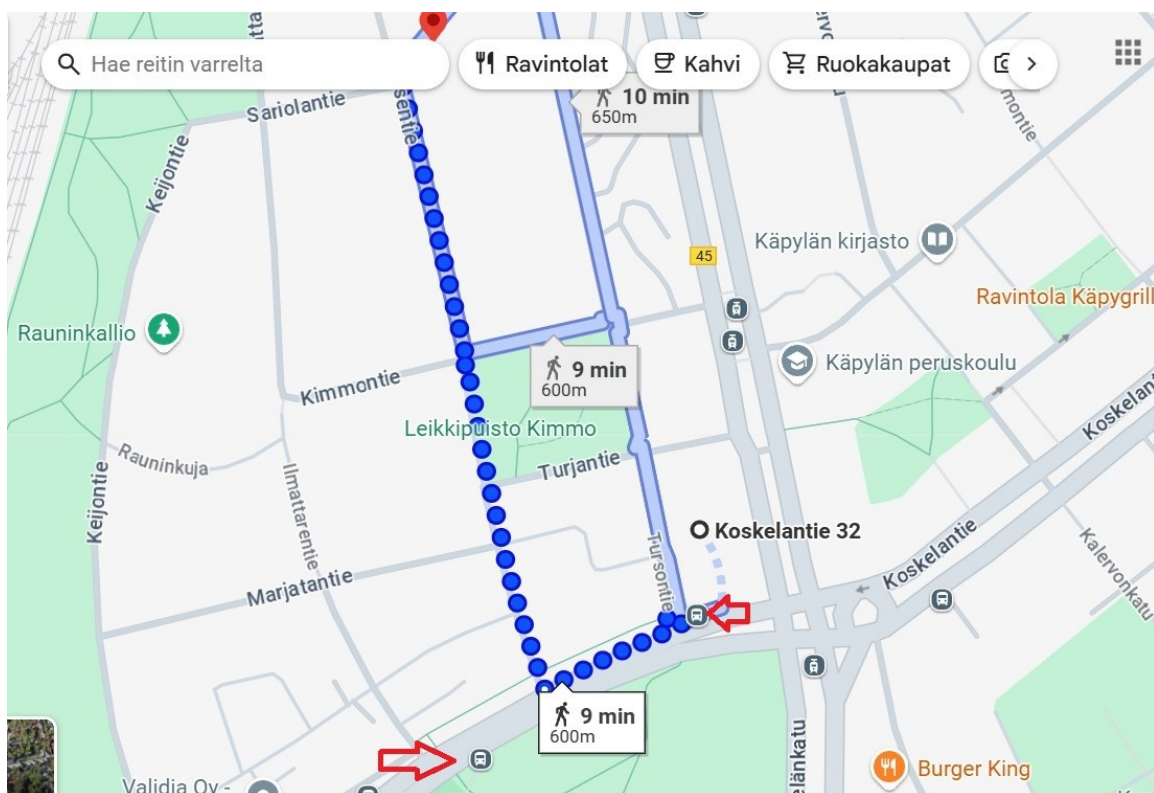 Hae reitin varrelta
Ravintolat
Kahvi
Ruokakaupat
10 min
650m
Sariolantie
Keijontie
45
Käpylän kirjasto
Ravintola Käpygrill
Rauninkallio
9 min
600m
Käpylän peruskoulu
Kimmontie
Leikkipuisto Kimmo
Rauninkuja
Turjantie
Koskelantie
Keijontie
Ilmattarentie
Koskelantie 32
Tursontie
Koskelantie
Kalervonkatu
Marjatantie
9 min
600m
Validia Oy -
Burger King